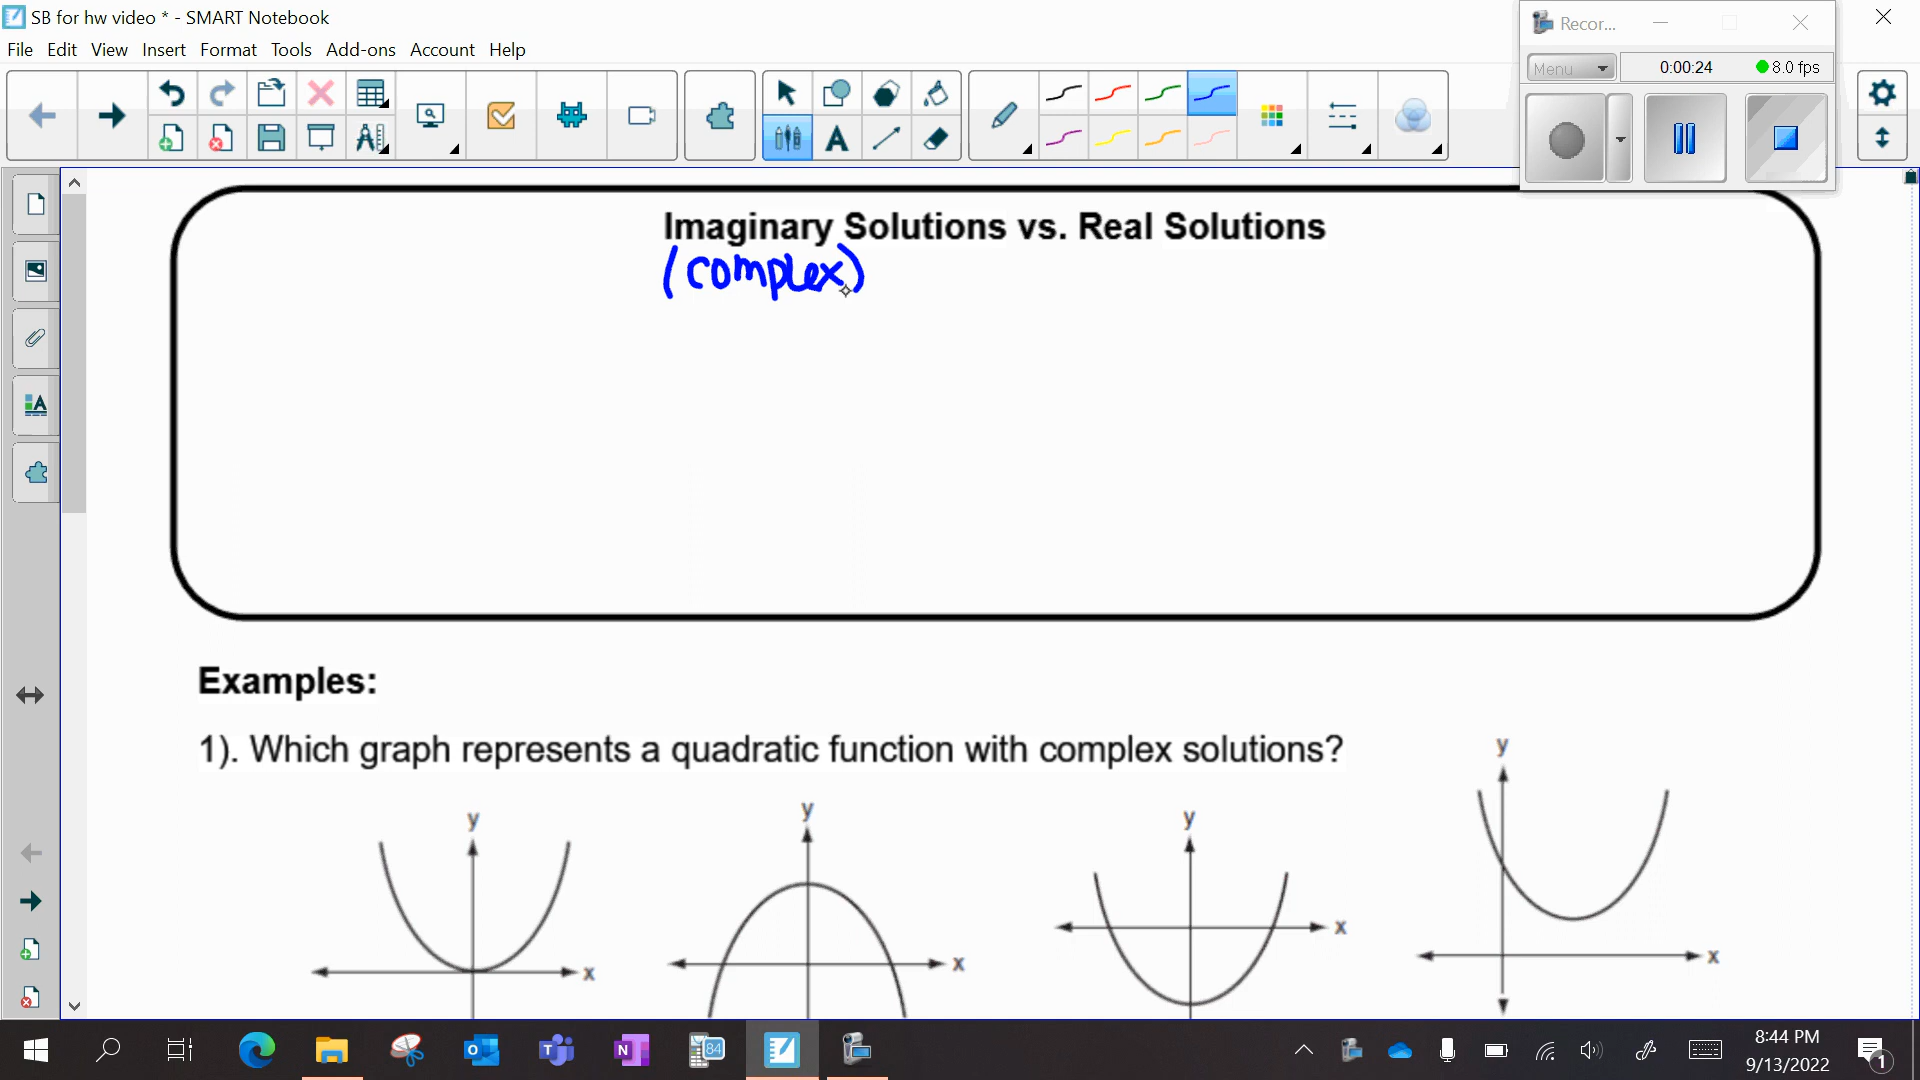 SB for hw video * - SMART Notebook
File Edit View Insert Format Tools Add-ons Account Help
Recor...
Menu 0:00:24 8.0 fps
Imaginary Solutions vs. Real Solutions
(complex)
Examples:
1). Which graph represents a quadratic function with complex solutions?
y
y
y
y
x
x
x
x
84
8:44 PM
9/13/2022
1